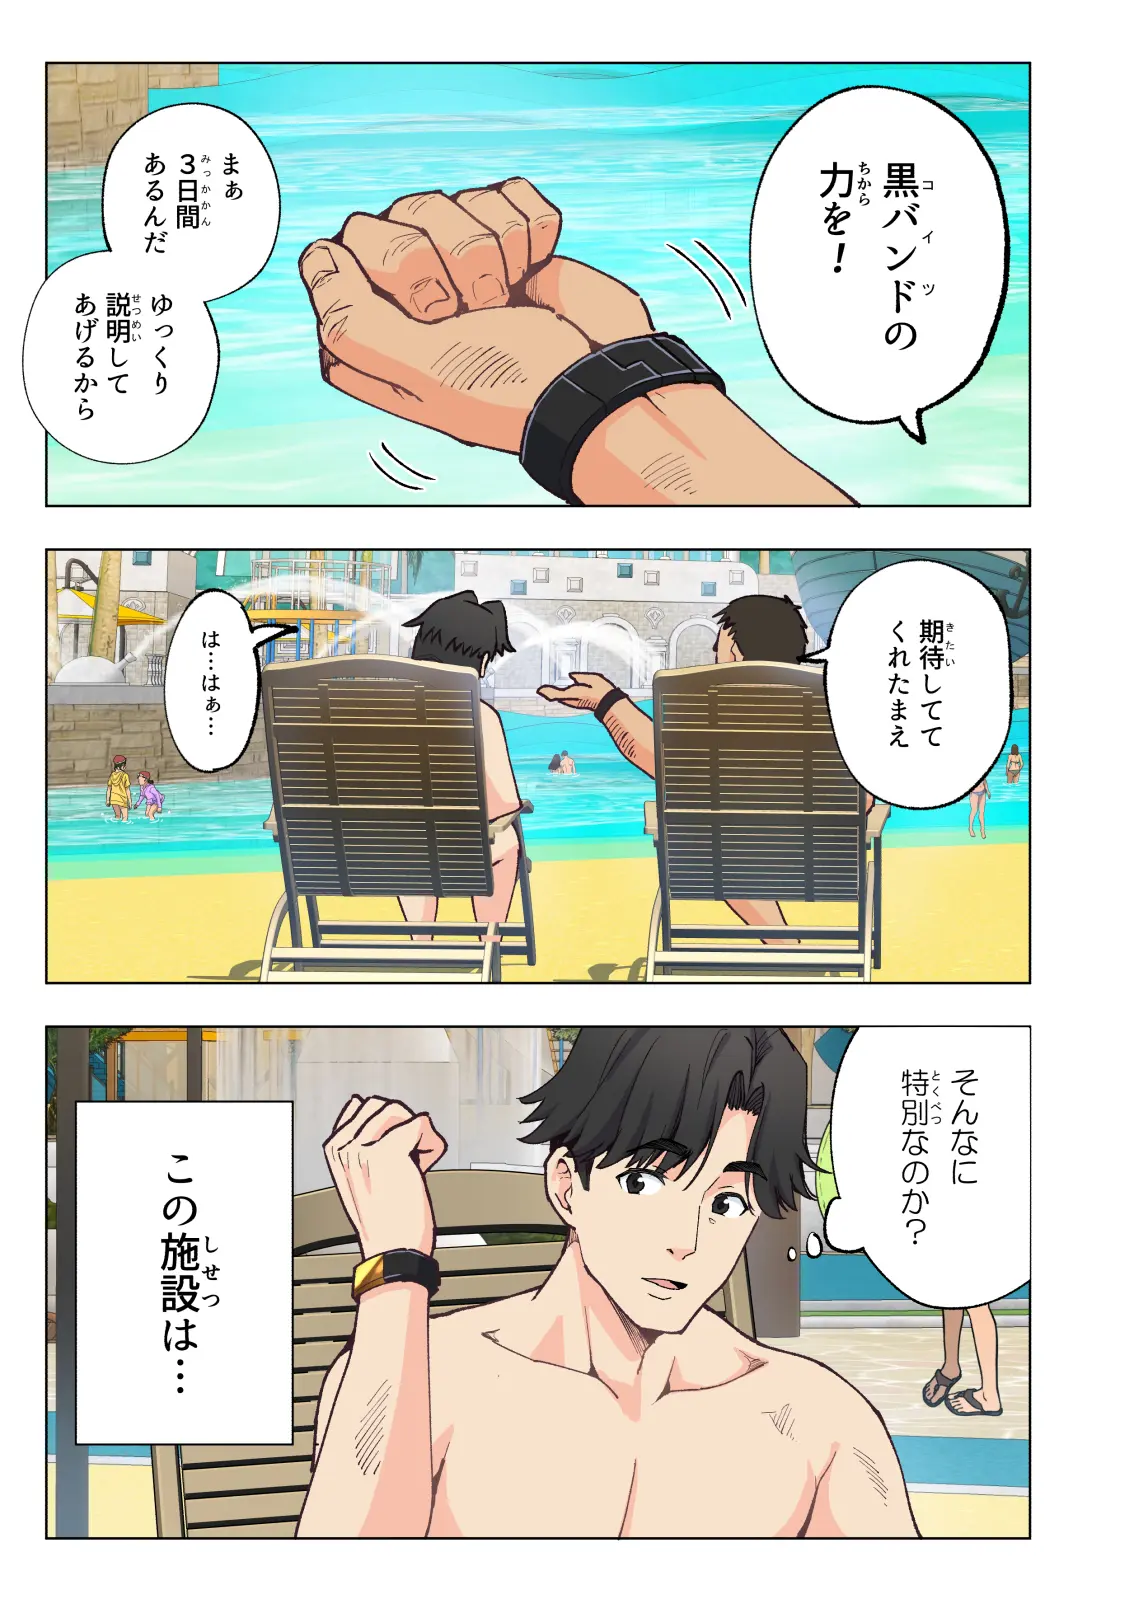 黒バンドの
コイツ
力を！
ちから
まぁ
３日間
みっかかん
あるんだ
ゆっくり
説明して
せつめい
あげるから
期待してて
きたい
くれたまえ
は…はぁ…
そんなに
特別なのか？
とくべつ
この施設は…
しせつ